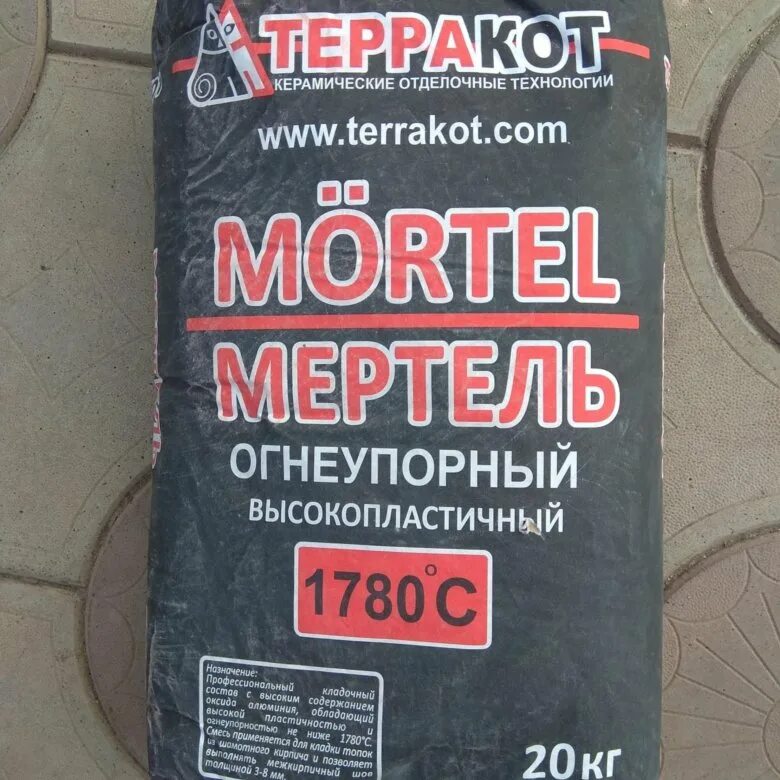 ТЕРРАКОТ
КЕРАМИЧЕСКИЕ ОТДЕЛОЧНЫЕ ТЕХНОЛОГИИ
www.terrakot.com
MÖRTEL
МЕРТЕЛЬ
ОГНЕУПОРНЫЙ
ВЫСОКОПЛАСТИЧНЫЙ
1780°C
Назначение:
Профессиональный кладочный
состав с высоким содержанием
оксида алюминия, обладающий
высокой пластичностью и
огнеупорностью не ниже 1780°С.
Смесь применяется для кладки топок
из шамотного кирпича и позволяет
выполнять межкирпичный шов
толщиной 3-8 мм.
20 кг